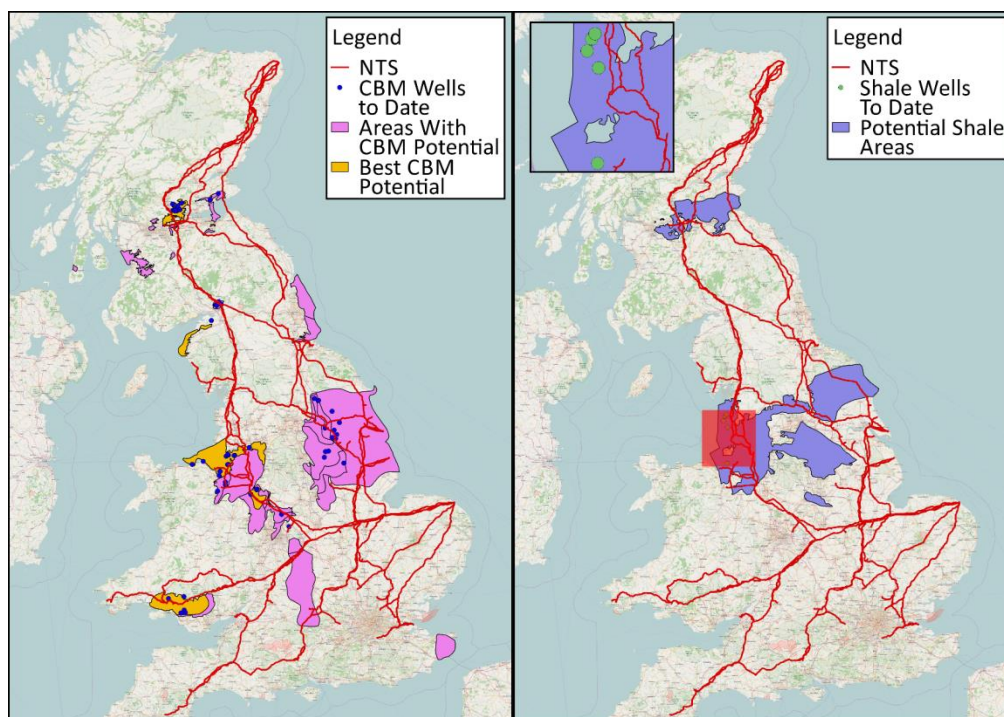 Legend
NTS
CBM Wells
to Date
Areas With
CBM Potential
Best CBM
Potential
Legend
NTS
Shale Wells
To Date
Potential Shale
Areas